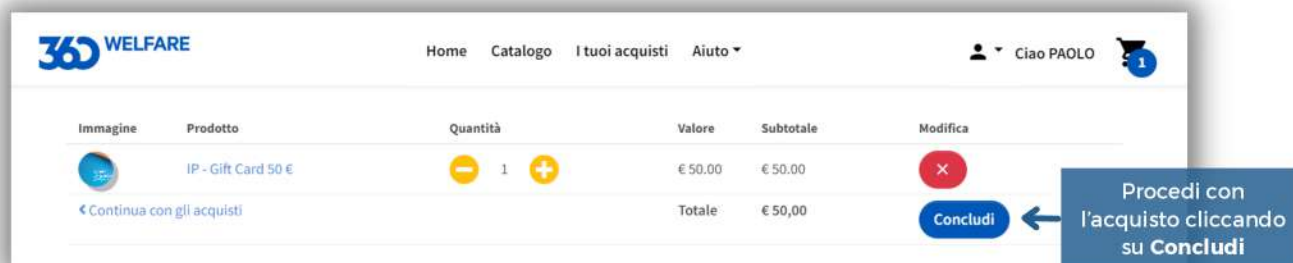 360 WELFARE
Home Catalogo I tuoi acquisti Aiuto Ciao PAOLO 1
Immagine Prodotto Quantità Valore Subtotale Modifica
IP - Gift Card 50 € 1 € 50.00 € 50.00
Continua con gli acquisti Totale € 50,00 Concludi
Procedi con
l'acquisto cliccando
su Concludi